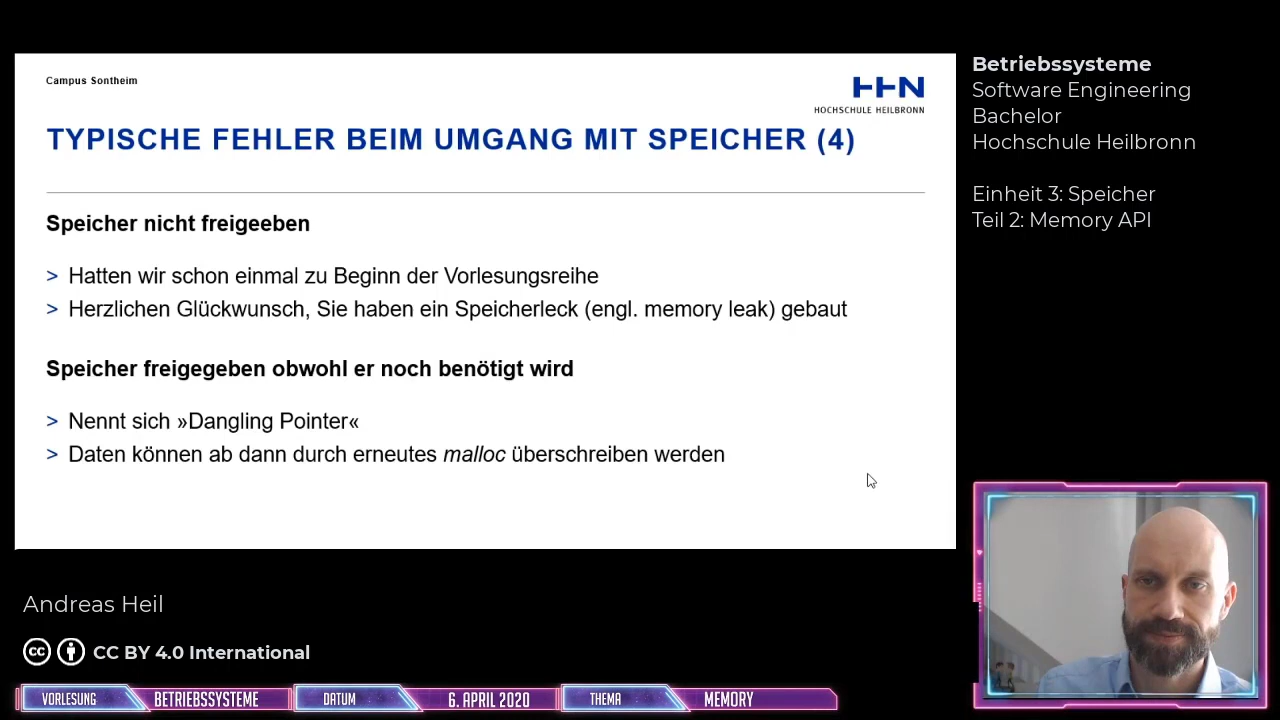 Campus Sontheim
HHN
HOCHSCHULE HEILBRONN
TYPISCHE FEHLER BEIM UMGANG MIT SPEICHER (4)
Speicher nicht freigeeben
> Hatten wir schon einmal zu Beginn der Vorlesungsreihe
> Herzlichen Glückwunsch, Sie haben ein Speicherleck (engl. memory leak) gebaut
Speicher freigegeben obwohl er noch benötigt wird
> Nennt sich »Dangling Pointer«
> Daten können ab dann durch erneutes malloc überschreiben werden
Betriebssysteme
Software Engineering
Bachelor
Hochschule Heilbronn
Einheit 3: Speicher
Teil 2: Memory API
Andreas Heil
cc CC BY 4.0 International
VORLESUNG BETRIEBSSYSTEME DATUM 6. APRIL 2020 THEMA MEMORY